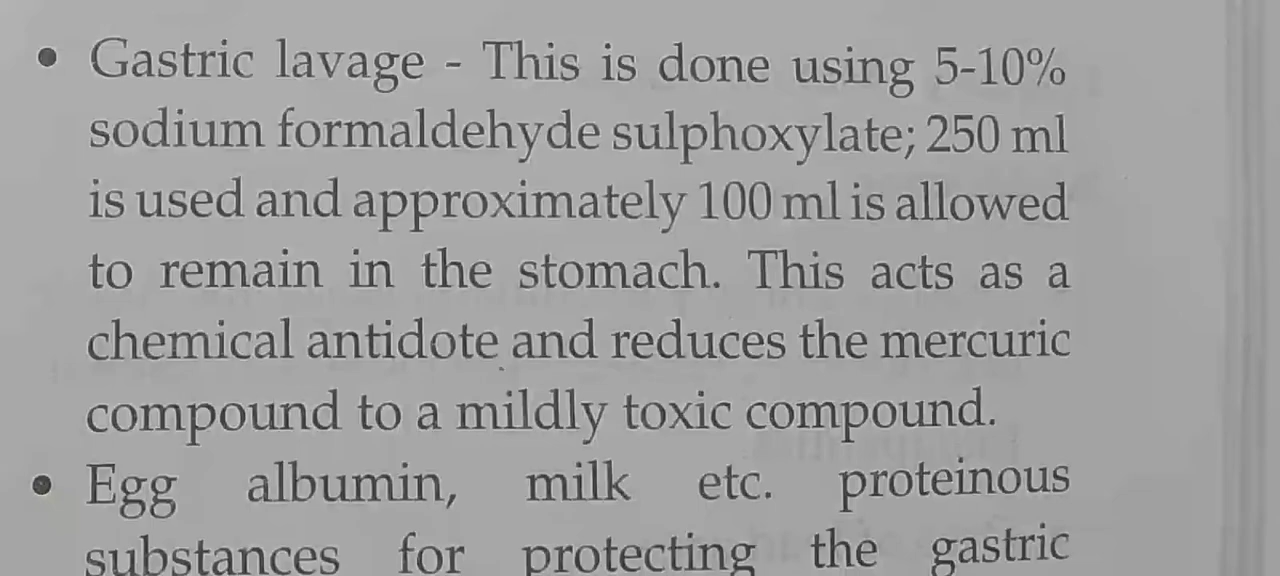 • Gastric lavage - This is done using 5-10%
sodium formaldehyde sulphoxylate; 250 ml
is used and approximately 100 ml is allowed
to remain in the stomach. This acts as a
chemical antidote and reduces the mercuric
compound to a mildly toxic compound.
• Egg albumin, milk etc. proteinous
substances for protecting the gastric